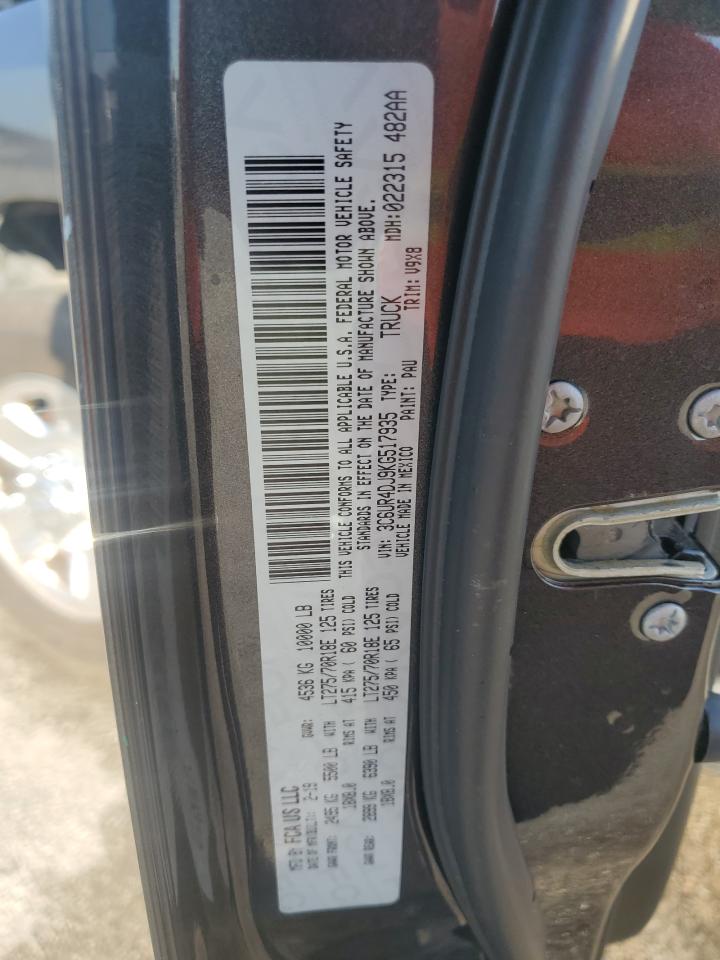 MFD BY FCA US LLC
DATE OF MFR 2-19 GVWR: 4536 KG 10000 LB
GAWR FRONT: 2495 KG 5500 LB WITH LT275/70R18E 125 TIRES
18X8.0 RIMS AT 415 KPA ( 60 PSI) COLD
GAWR REAR: 2899 KG 6390 LB WITH LT275/70R18E 125 TIRES
18X8.0 RIMS AT 450 KPA ( 65 PSI) COLD
THIS VEHICLE CONFORMS TO ALL APPLICABLE U.S.A. FEDERAL MOTOR VEHICLE SAFETY
STANDARDS IN EFFECT ON THE DATE OF MANUFACTURE SHOWN ABOVE.
VIN: 3C6UR4DJ9KG517935 TYPE: TRUCK MDH:022315 482AA
VEHICLE MADE IN MEXICO PAINT: PAU TRIM: V9X8